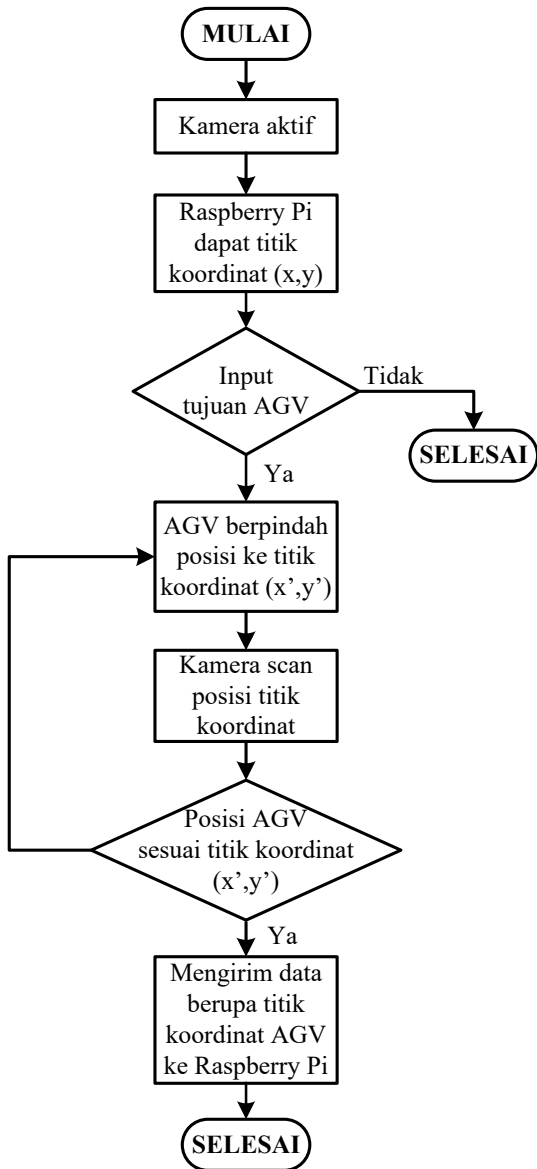 MULAI
Kamera aktif
Raspberry Pi
dapat titik
koordinat (x,y)
Input
tujuan AGV
Tidak
SELESAI
Ya
AGV berpindah
posisi ke titik
koordinat (x’,y’)
Kamera scan
posisi titik
koordinat
Posisi AGV
sesuai titik koordinat
(x’,y’)
Ya
Mengirim data
berupa titik
koordinat AGV
ke Raspberry Pi
SELESAI